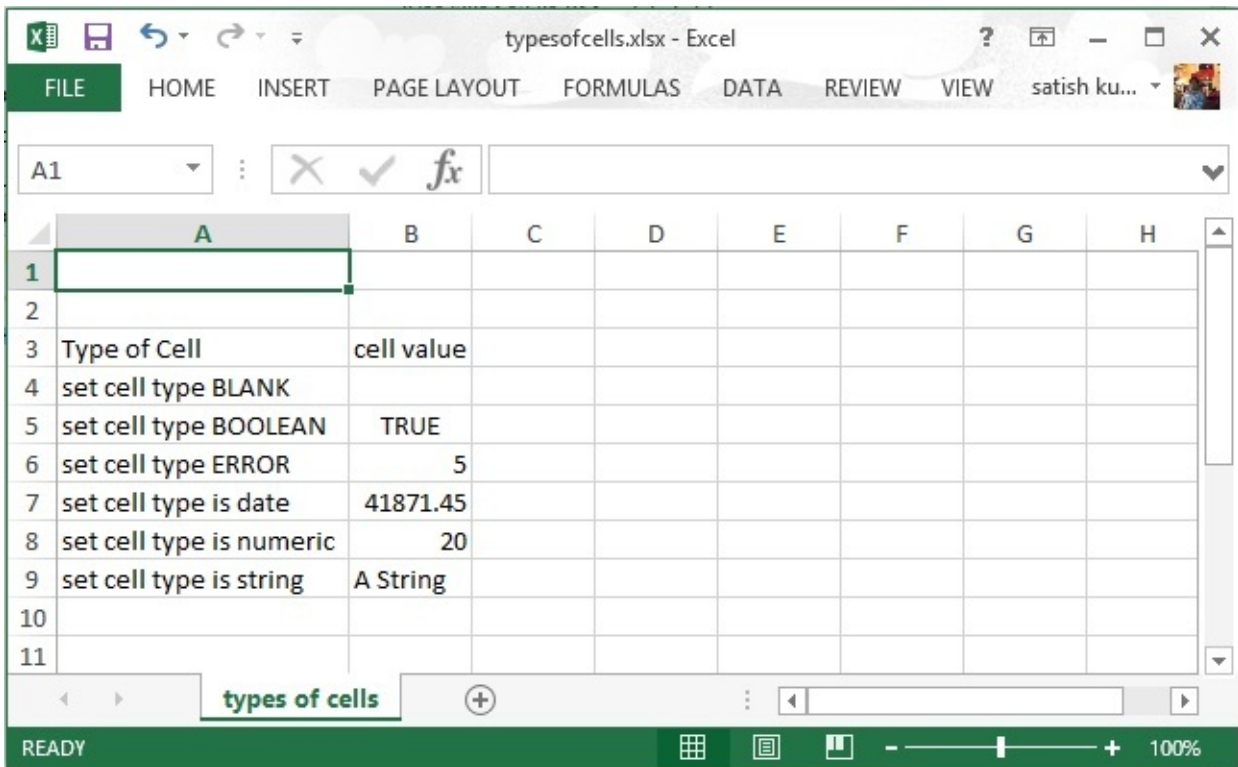 typesofcells.xlsx - Excel ?
FILE HOME INSERT PAGE LAYOUT FORMULAS DATA REVIEW VIEW satish ku...
A1 fx
A B C D E F G H
1
2
3 Type of Cell cell value
4 set cell type BLANK
5 set cell type BOOLEAN TRUE
6 set cell type ERROR 5
7 set cell type is date 41871.45
8 set cell type is numeric 20
9 set cell type is string A String
10
11
types of cells
READY 100%